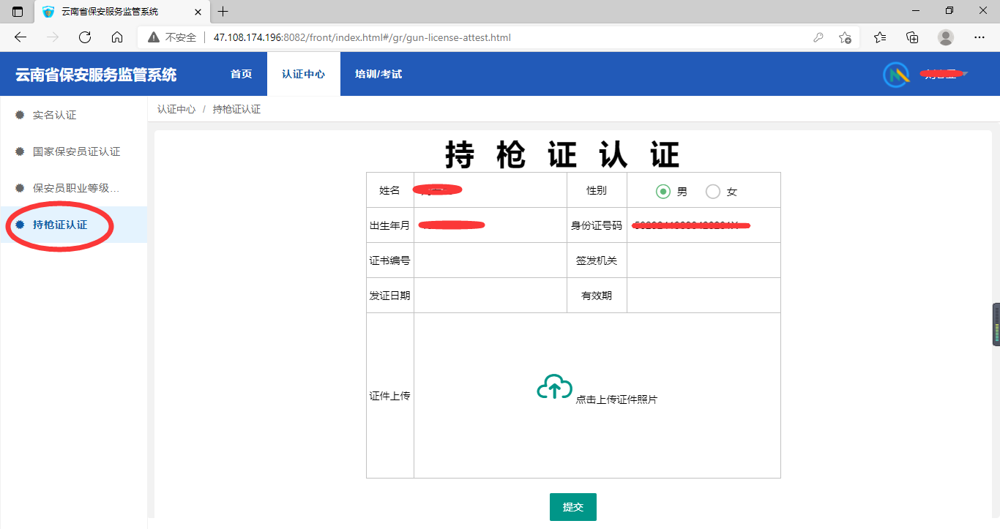 云南省保安服务监管系统
不安全 47.108.174.196:8082/front/index.html#/gr/gun-license-attest.html
云南省保安服务监管系统 首页 认证中心 培训/考试
实名认证
国家保安员证认证
保安员职业等级...
持枪证认证
认证中心 / 持枪证认证
持枪证认证
姓名 性别 男 女
出生年月 身份证号码
证书编号 签发机关
发证日期 有效期
证件上传 点击上传证件照片
提交